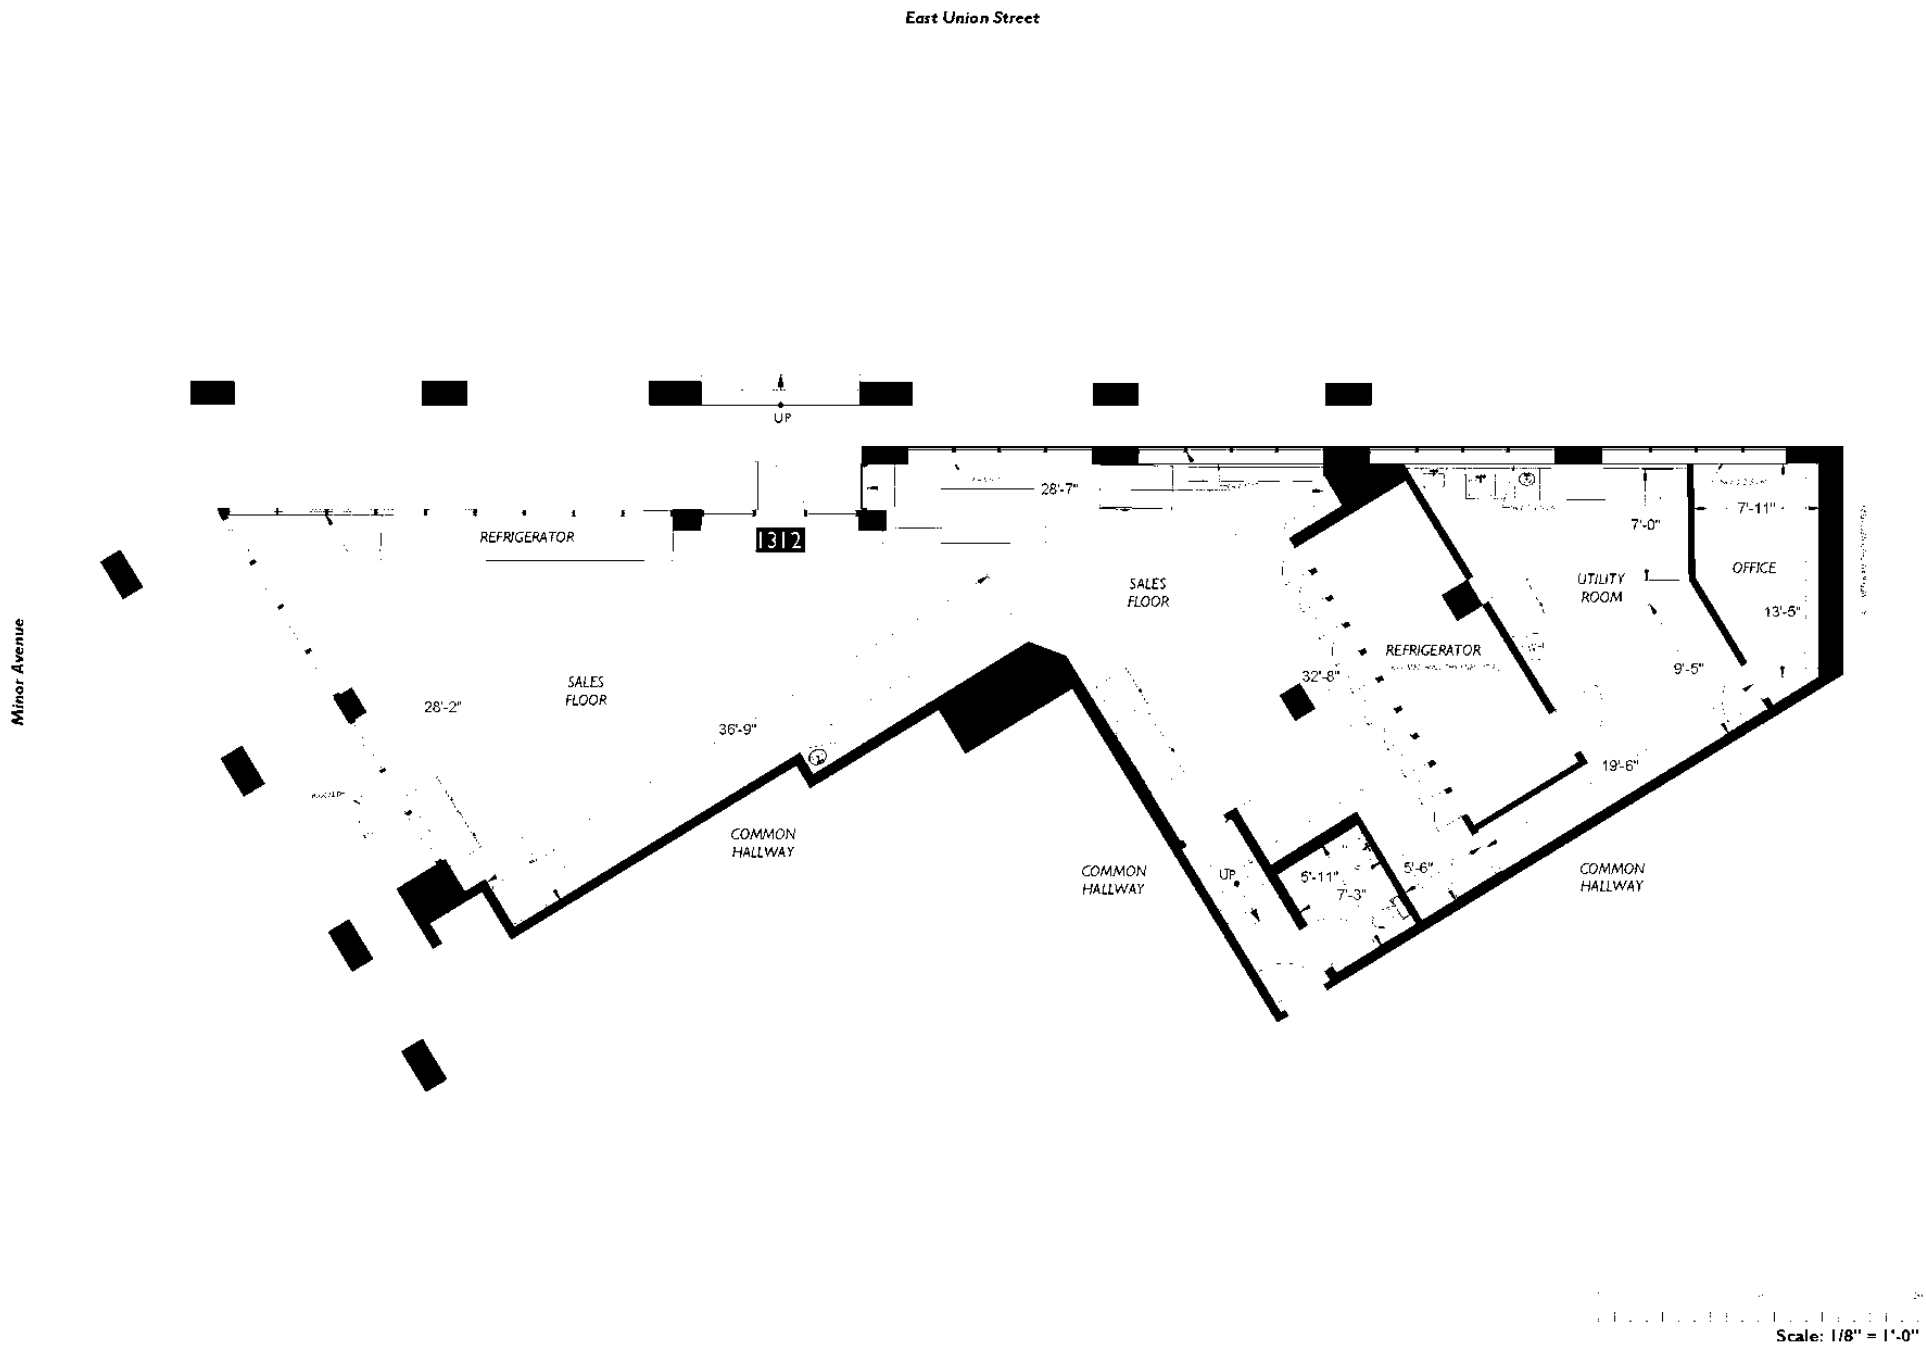 East Union Street
UP
28'-7"
7'-0"
7'-11"
REFRIGERATOR
1312
OFFICE
SALES
FLOOR
UTILITY
ROOM
13'-5"
Minor Avenue
REFRIGERATOR
9'-5"
32'-8"
SALES
FLOOR
28'-2"
36'-9"
19'-6"
COMMON
HALLWAY
COMMON
HALLWAY
UP
5'-11"
7'-3"
5'-6"
COMMON
HALLWAY
Scale: 1/8" = 1'-0"